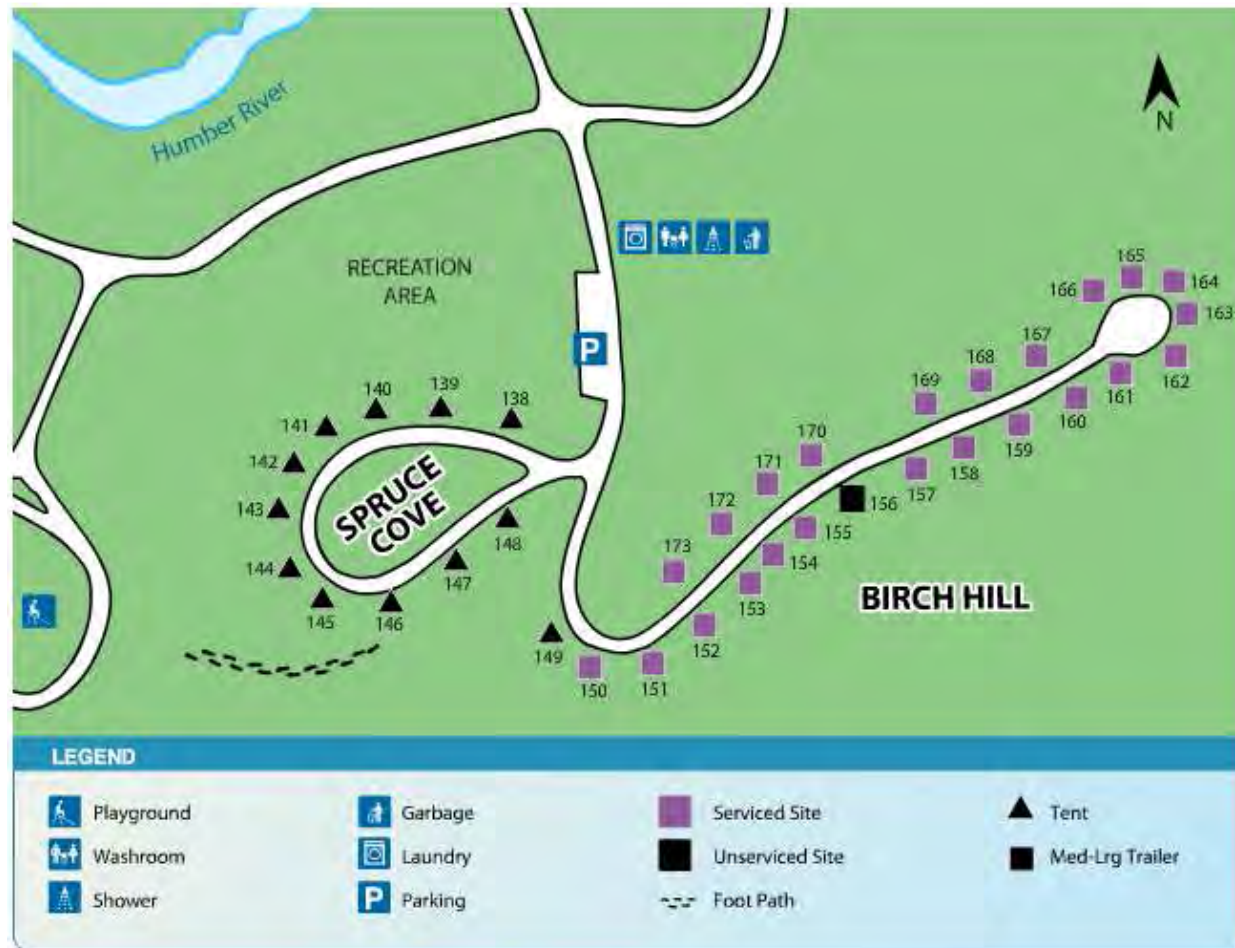 Humber River
N
RECREATION
AREA
P
165
166
164
163
167
168
162
169
161
140
139
138
160
141
159
170
158
142
171
157
SPRUCE
COVE
143
172
156
155
148
173
154
144
147
153
BIRCH HILL
145
146
152
149
150
151
LEGEND
Playground
Garbage
Serviced Site
Tent
Washroom
Laundry
Unserviced Site
Med-Lrg Trailer
Shower
P Parking
Foot Path